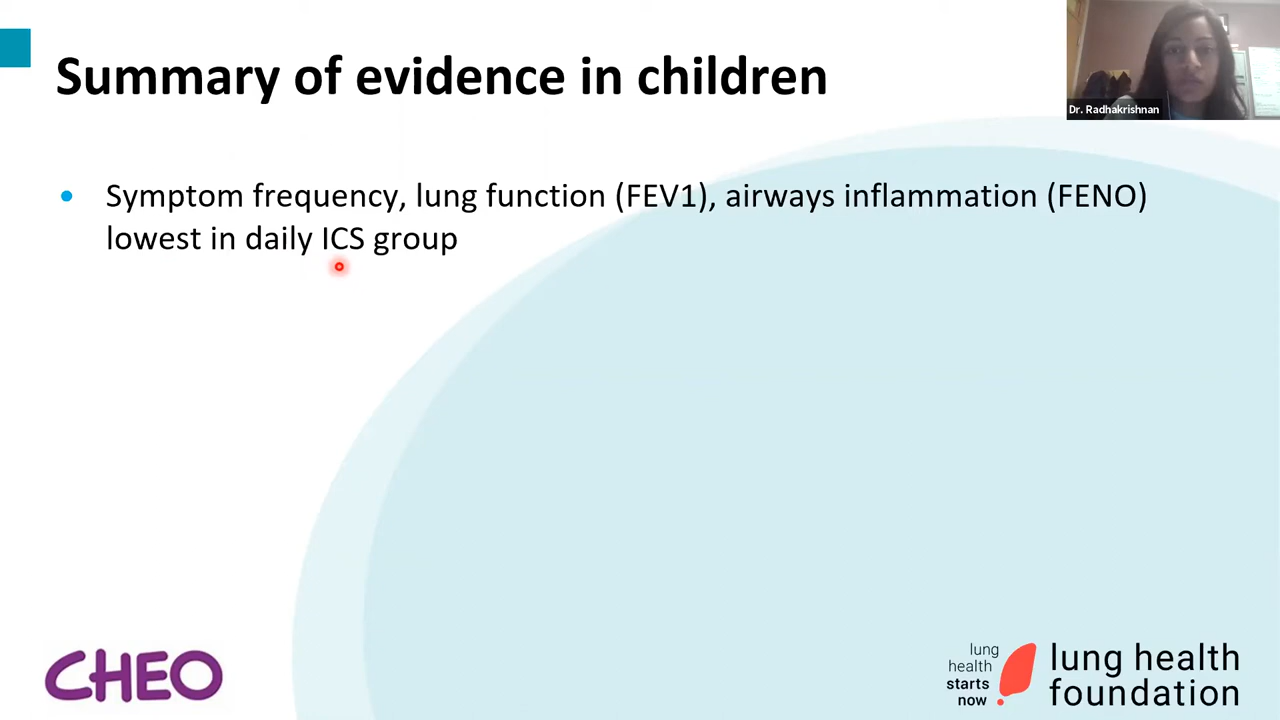 Summary of evidence in children
Dr. Radhakrishnan
• Symptom frequency, lung function (FEV1), airways inflammation (FENO)
lowest in daily ICS group
CHEO
lung
health
starts
now
lung health
foundation